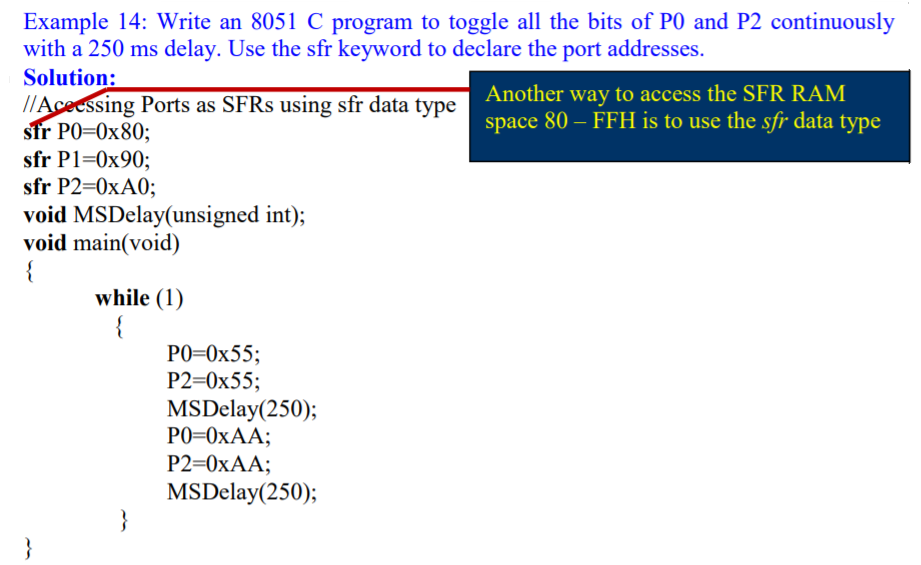 Example 14: Write an 8051 C program to toggle all the bits of P0 and P2 continuously
with a 250 ms delay. Use the sfr keyword to declare the port addresses.
Solution:
//Accessing Ports as SFRs using sfr data type
Another way to access the SFR RAM
space 80 – FFH is to use the sfr data type
sfr P0=0x80;
sfr P1=0x90;
sfr P2=0xA0;
void MSDelay(unsigned int);
void main(void)
{
while (1)
{
P0=0x55;
P2=0x55;
MSDelay(250);
P0=0xAA;
P2=0xAA;
MSDelay(250);
}
}